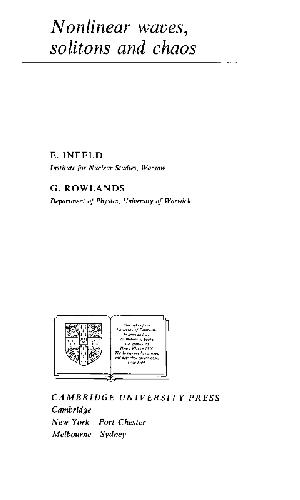 Nonlinear waves,
solitons and chaos
E. INFELD
Institute for Nuclear Studies, Warsaw
G. ROWLANDS
Department of Physics, University of Warwick
CAMBRIDGE UNIVERSITY PRESS
Cambridge
New York Port Chester
Melbourne Sydney